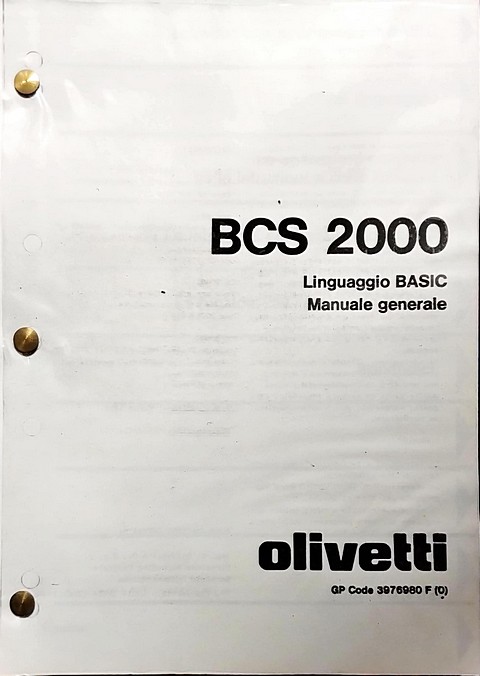 BCS 2000
Linguaggio BASIC
Manuale generale
olivetti
GP Code 3976980 F (0)